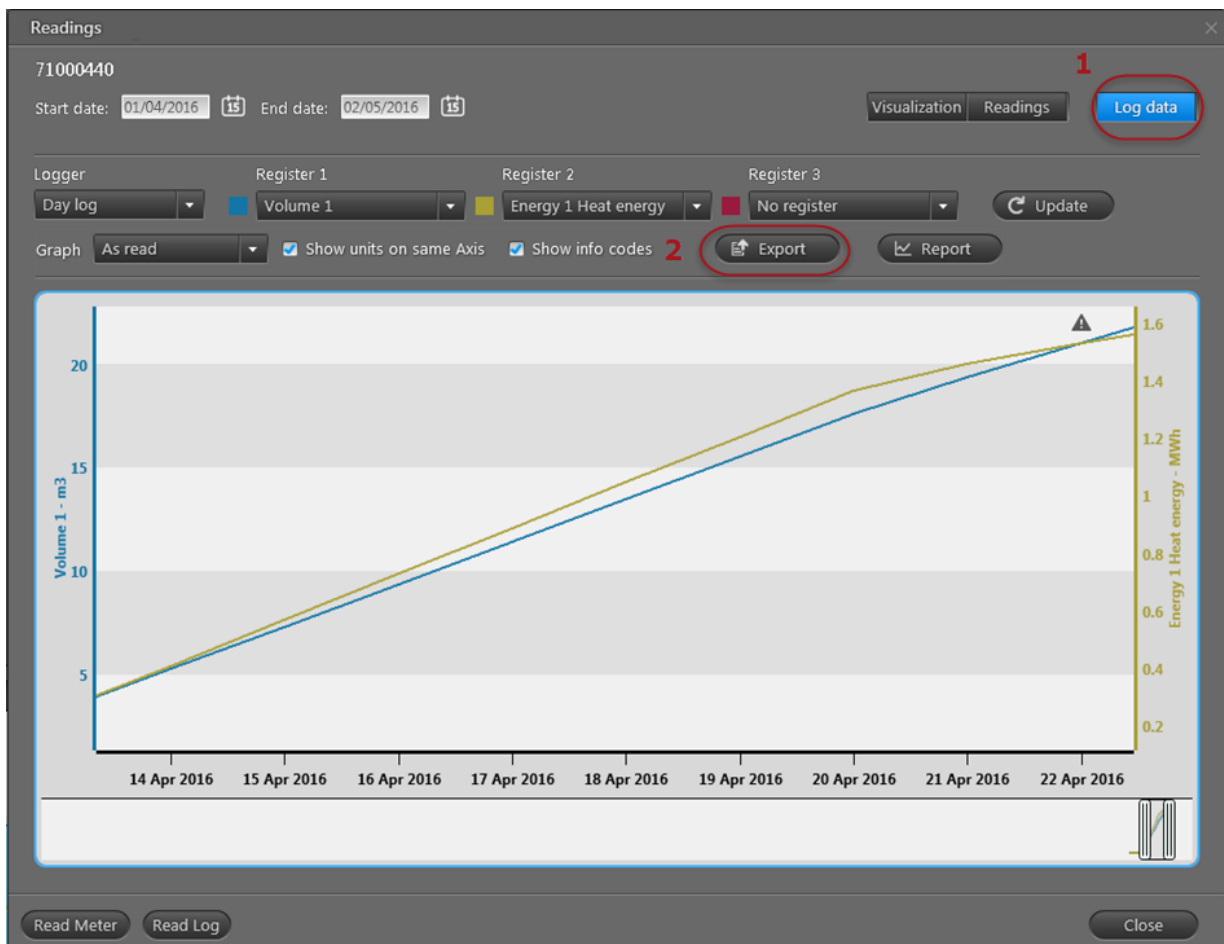 Readings
71000440
1
Start date: 01/04/2016 15 End date: 02/05/2016 15
Visualization Readings Log data
Logger Register 1 Register 2 Register 3
Day log Volume 1 Energy 1 Heat energy No register Update
Graph As read Show units on same Axis Show info codes 2 Export Report
20
15
10
5
Volume 1 - m3
1.6
1.4
1.2
1
0.8
0.6
0.4
0.2
Energy 1 Heat energy - MWh
14 Apr 2016 15 Apr 2016 16 Apr 2016 17 Apr 2016 18 Apr 2016 19 Apr 2016 20 Apr 2016 21 Apr 2016 22 Apr 2016
Read Meter Read Log Close